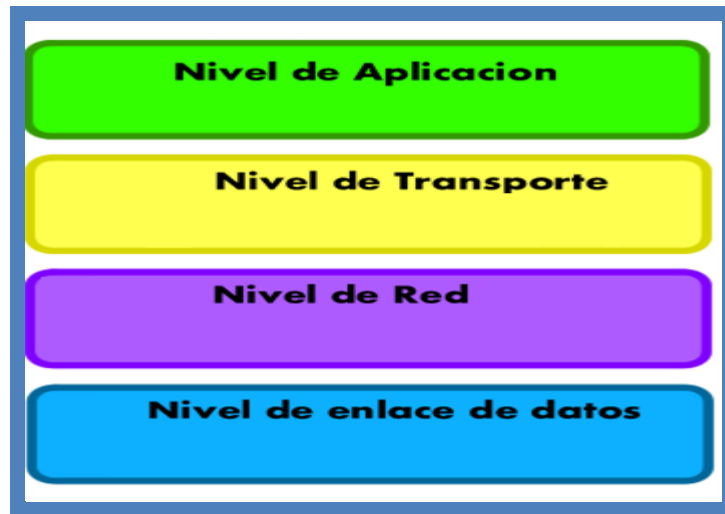 Nivel de Aplicacion
Nivel de Transporte
Nivel de Red
Nivel de enlace de datos